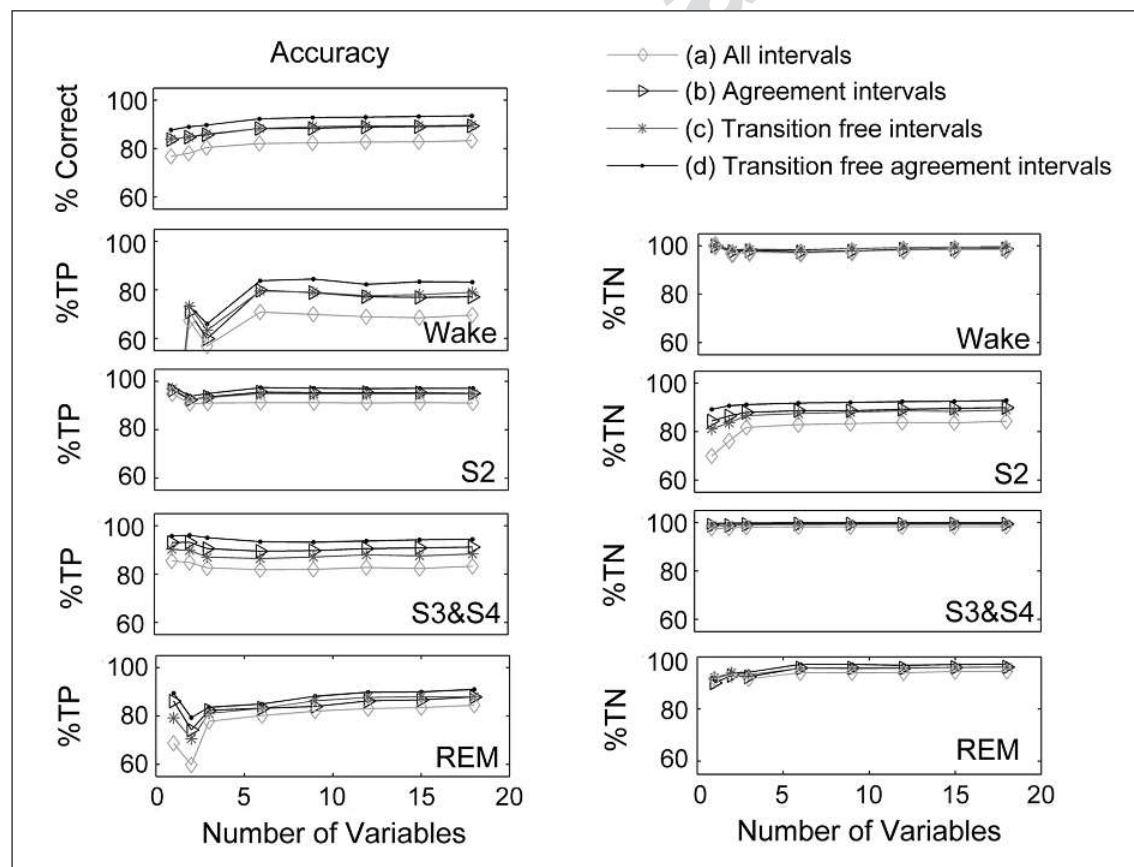 Accuracy
(a) All intervals
(b) Agreement intervals
(c) Transition free intervals
(d) Transition free agreement intervals
% Correct
100
80
60
%TP
100
80
60
Wake
%TN
100
80
60
Wake
%TP
100
80
60
S2
%TN
100
80
60
S2
%TP
100
80
60
S3&S4
%TN
100
80
60
S3&S4
%TP
100
80
60
REM
0 5 10 15 20
Number of Variables
%TN
100
80
60
REM
0 5 10 15 20
Number of Variables